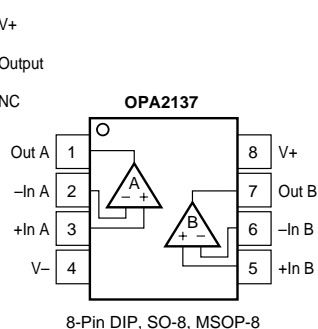 V+
Output
NC
OPA2137
Out A 1 8 V+
–In A 2 A 7 Out B
– +
+In A 3 B 6 –In B
+ –
V– 4 5 +In B
8-Pin DIP, SO-8, MSOP-8